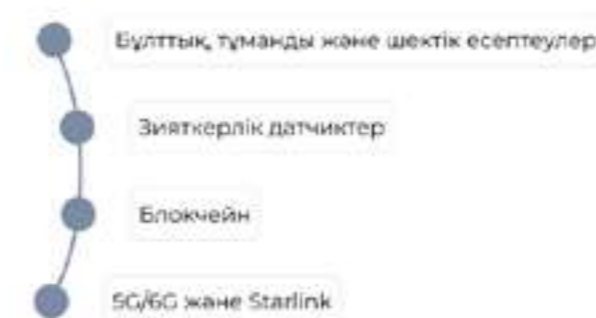 Бұлттық, тұманды және шектік есептеулер
Зияткерлік датчиктер
Блокчейн
5G/6G және Starlink